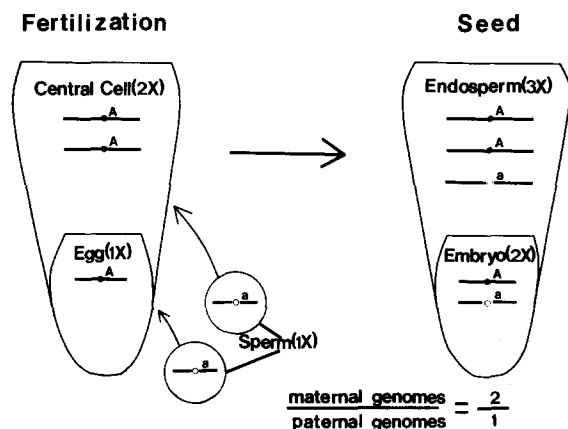 Fertilization
Seed
Central Cell(2X)
A
A
Egg(1X)
A
a
Sperm(1X)
a
Endosperm(3X)
A
A
a
Embryo(2X)
A
a
maternal genomes
paternal genomes
= 2
1